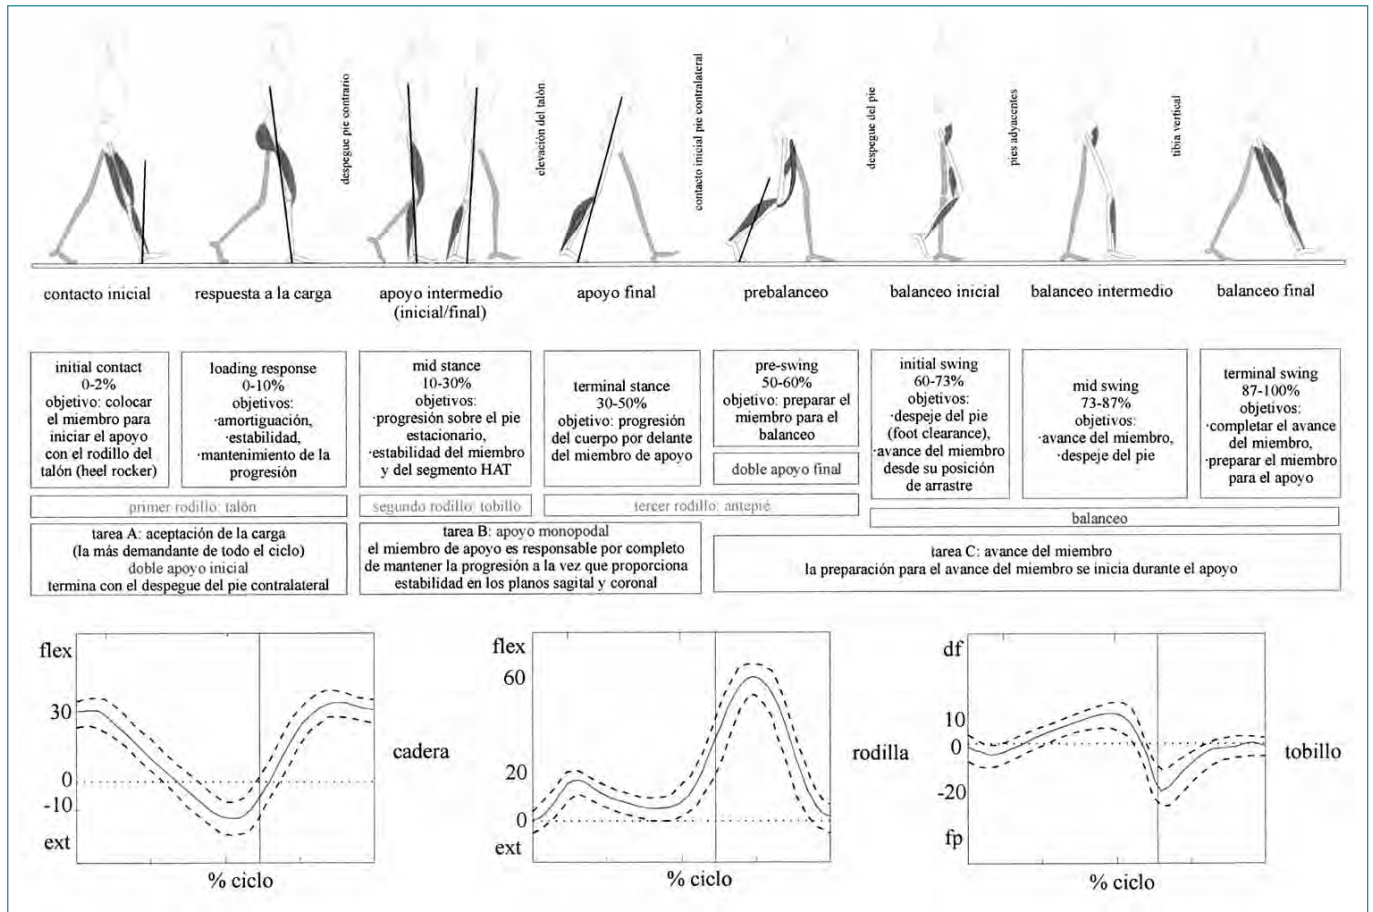 despegue pie contrario
elevación del talón
contacto inicial pie contralateral
despegue del pie
pies adyacentes
tibia vertical
contacto inicial
respuesta a la carga
apoyo intermedio
(inicial/final)
apoyo final
prebalanceo
balanceo inicial
balanceo intermedio
balanceo final
initial contact
0-2%
objetivo: colocar
el miembro para
iniciar el apoyo
con el rodillo del
talón (heel rocker)
loading response
0-10%
objetivos:
·amortiguación,
·estabilidad,
·mantenimiento de la
progresión
mid stance
10-30%
objetivos:
·progresión sobre el pie
estacionario,
·estabilidad del miembro
y del segmento HAT
terminal stance
30-50%
objetivo: progresión
del cuerpo por delante
del miembro de apoyo
pre-swing
50-60%
objetivo: preparar el
miembro para el
balanceo
doble apoyo final
initial swing
60-73%
objetivos:
·despeje del pie
(foot clearance),
·avance del miembro
desde su posición
de arrastre
mid swing
73-87%
objetivos:
·avance del miembro,
·despeje del pie
terminal swing
87-100%
objetivos:
·completar el avance
del miembro,
·preparar el miembro
para el apoyo
primer rodillo: talón
segundo rodillo: tobillo
tercer rodillo: antepié
balanceo
tarea A: aceptación de la carga
(la más demandante de todo el ciclo)
doble apoyo inicial
termina con el despegue del pie contralateral
tarea B: apoyo monopodal
el miembro de apoyo es responsable por completo
de mantener la progresión a la vez que proporciona
estabilidad en los planos sagital y coronal
tarea C: avance del miembro
la preparación para el avance del miembro se inicia durante el apoyo
flex
30
0
-10
ext
cadera
% ciclo
flex
60
20
0
ext
rodilla
% ciclo
df
10
0
-20
fp
tobillo
% ciclo